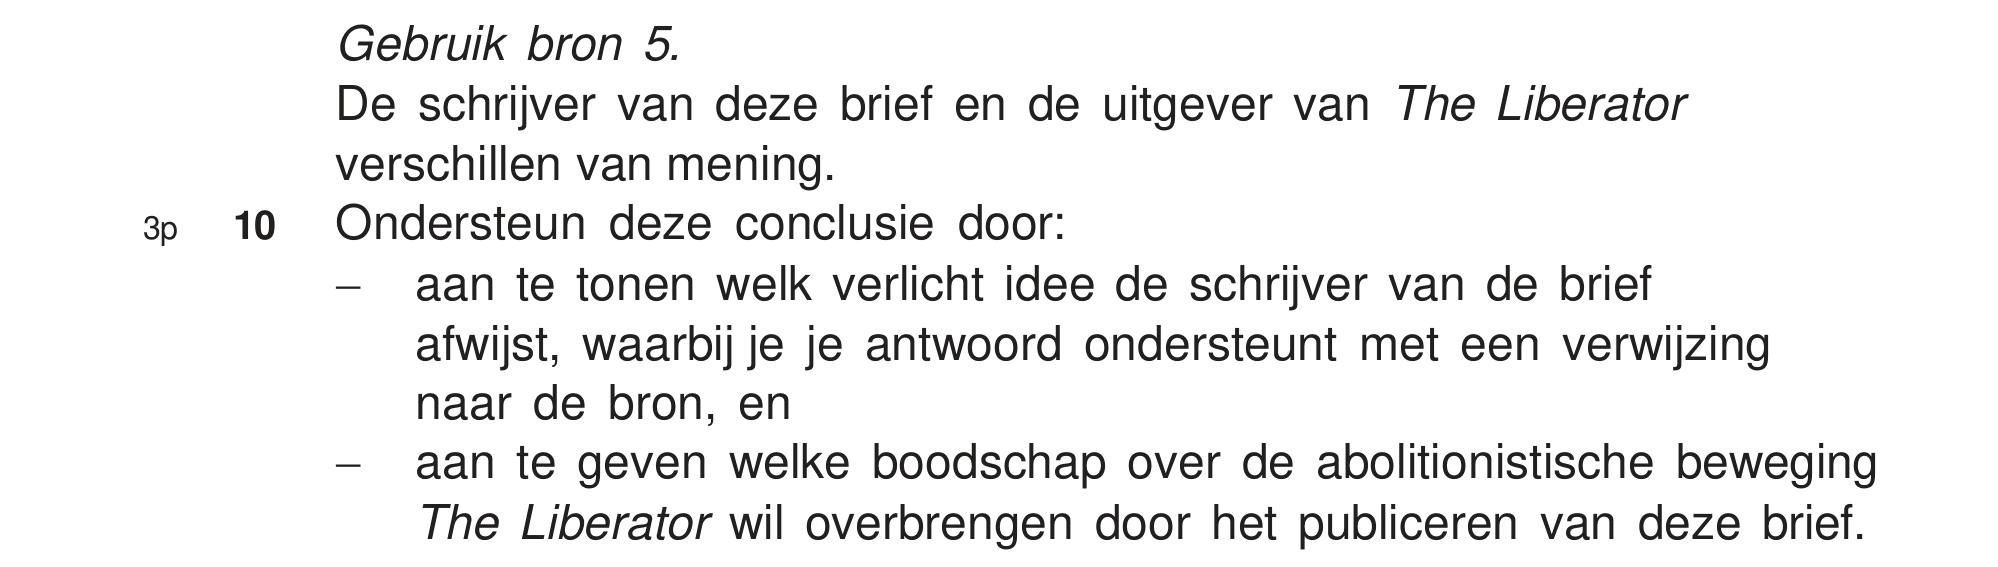 Gebruik bron 5.
De schrijver van deze brief en de uitgever van The Liberator
verschillen van mening.
3p 10 Ondersteun deze conclusie door:
– aan te tonen welk verlicht idee de schrijver van de brief
afwijst, waarbij je je antwoord ondersteunt met een verwijzing
naar de bron, en
– aan te geven welke boodschap over de abolitionistische beweging
The Liberator wil overbrengen door het publiceren van deze brief.